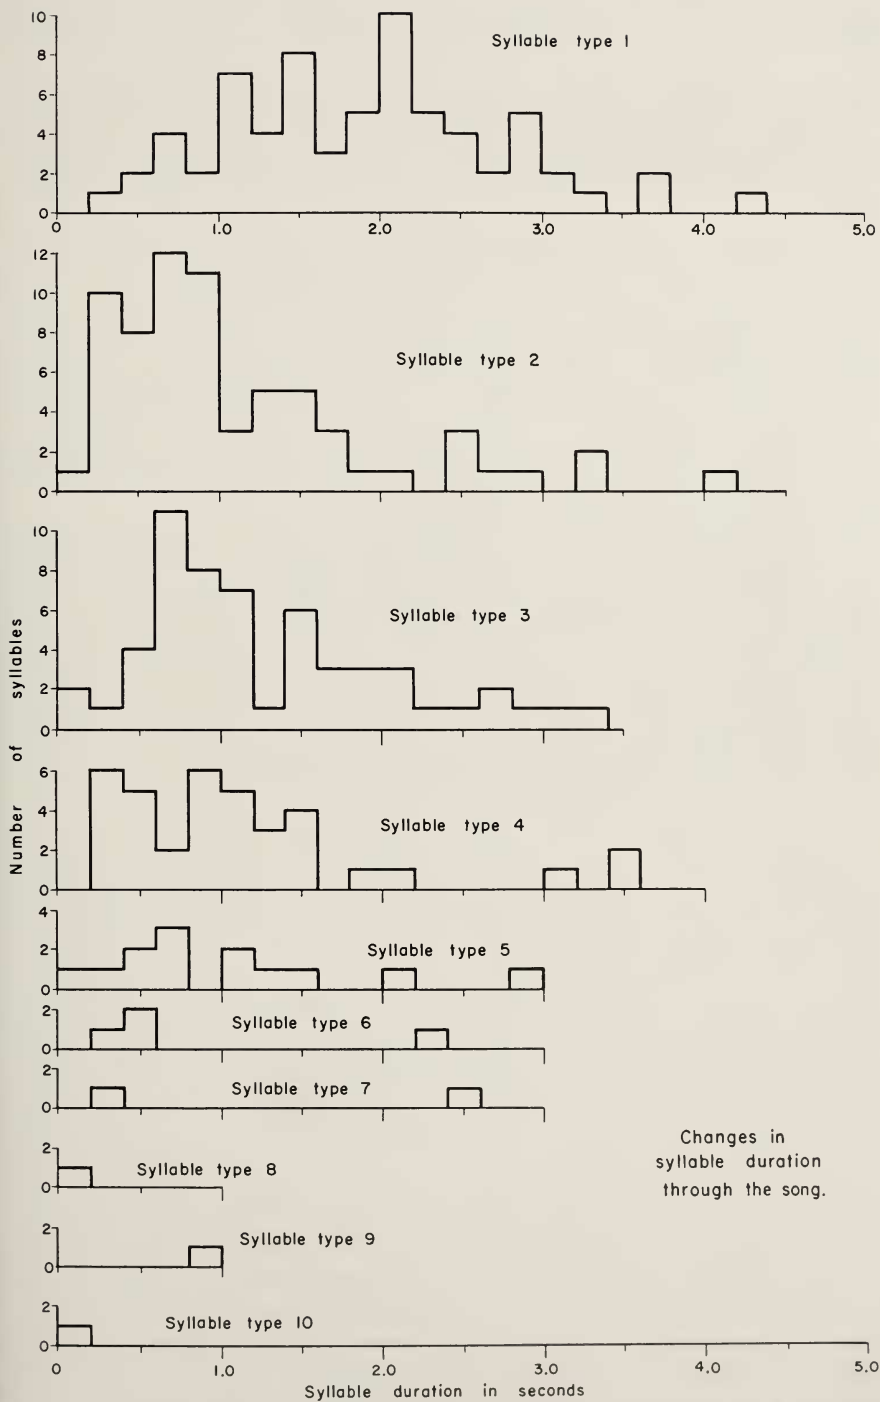 10
8
6
4
2
0
Syllable type 1
0 1.0 2.0 3.0 4.0 5.0
12
10
8
6
4
2
0
Syllable type 2
10
8
6
4
2
0
Syllable type 3
Number of syllables
6
4
2
0
Syllable type 4
4
2
0
Syllable type 5
2
0
Syllable type 6
2
0
Syllable type 7
Changes in
syllable duration
through the song.
2
0
Syllable type 8
2
0
Syllable type 9
2
0
Syllable type 10
0 1.0 2.0 3.0 4.0 5.0
Syllable duration in seconds